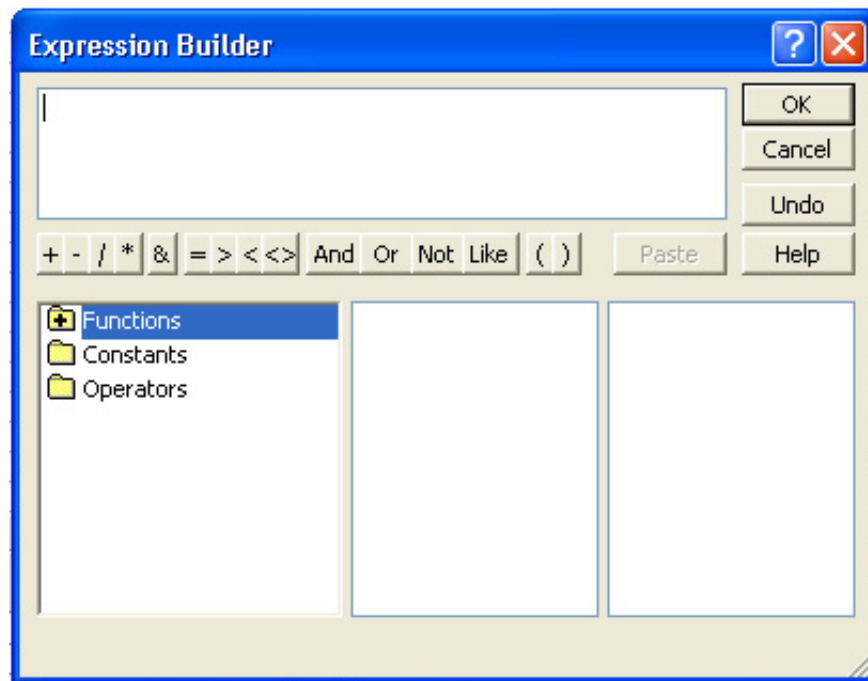 Expression Builder
?
OK
Cancel
Undo
+ - / * & = > < <> And Or Not Like ( ) Paste Help
Functions
Constants
Operators